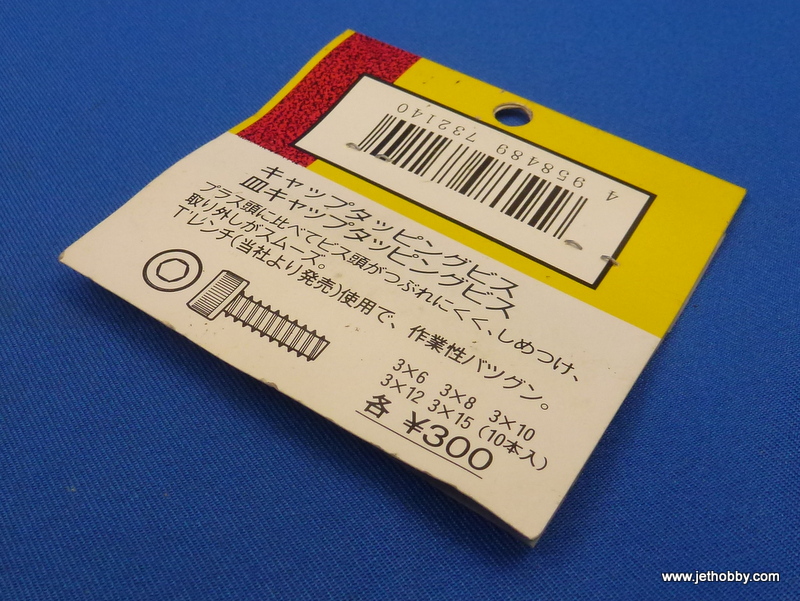 4 958489 732140
キャップタッピングビス
皿キャップタッピングビス
プラス頭に比べてビス頭がつぶれにくく、しめつけ、
取り外しがスムーズ。
T'レンチ(当社より発売)使用で、作業性バツグン。
3×6 3×8 3×10
3×12 3×15 (10本入)
各 ¥300
www.jethobby.com